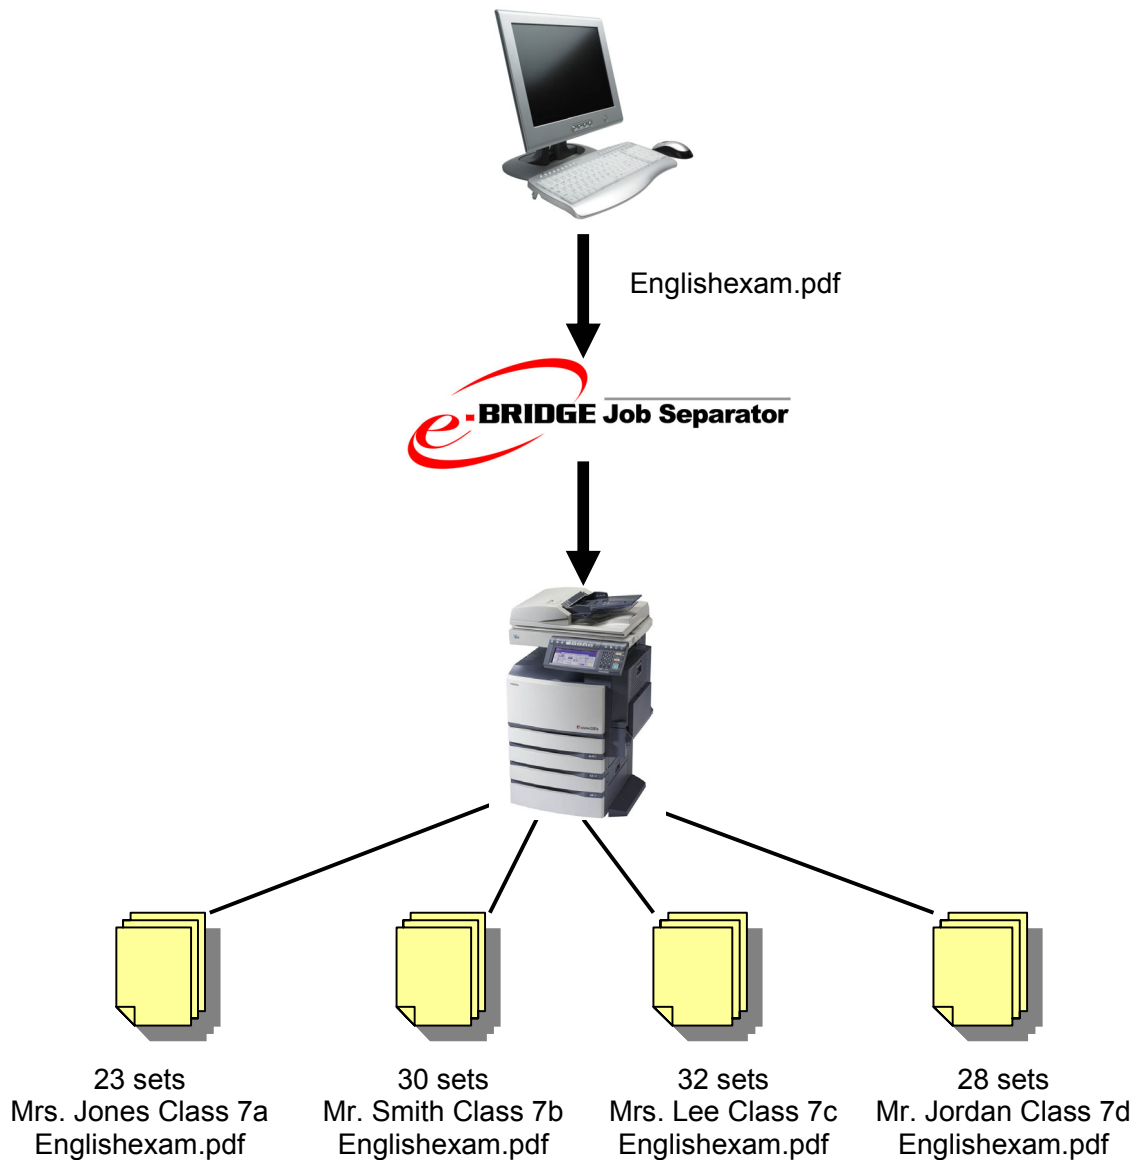 Englishexam.pdf
e-BRIDGE Job Separator
23 sets
Mrs. Jones Class 7a
Englishexam.pdf
30 sets
Mr. Smith Class 7b
Englishexam.pdf
32 sets
Mrs. Lee Class 7c
Englishexam.pdf
28 sets
Mr. Jordan Class 7d
Englishexam.pdf